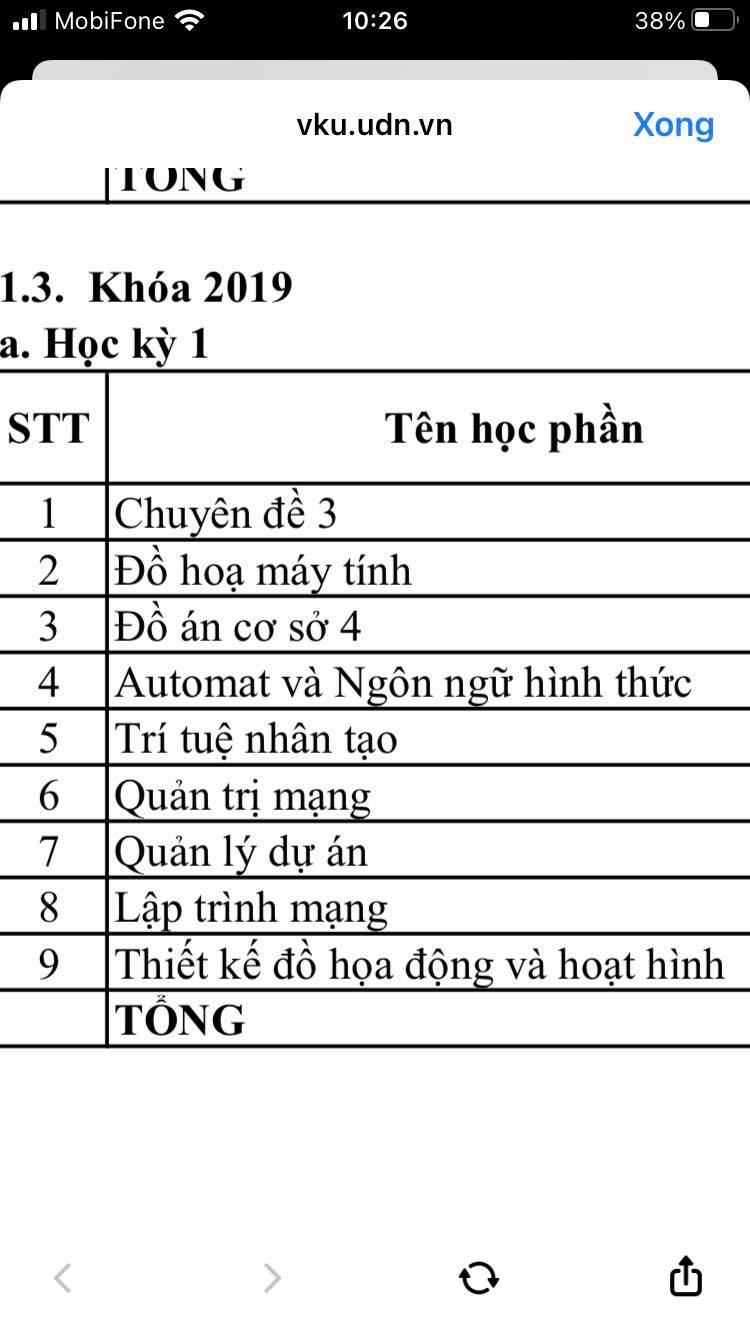 MobiFone 10:26 38%
vku.udn.vn Xong
TỔNG
1.3. Khóa 2019
a. Học kỳ 1
STT Tên học phần
1 Chuyên đề 3
2 Đồ hoạ máy tính
3 Đồ án cơ sở 4
4 Automat và Ngôn ngữ hình thức
5 Trí tuệ nhân tạo
6 Quản trị mạng
7 Quản lý dự án
8 Lập trình mạng
9 Thiết kế đồ họa động và hoạt hình
TỔNG